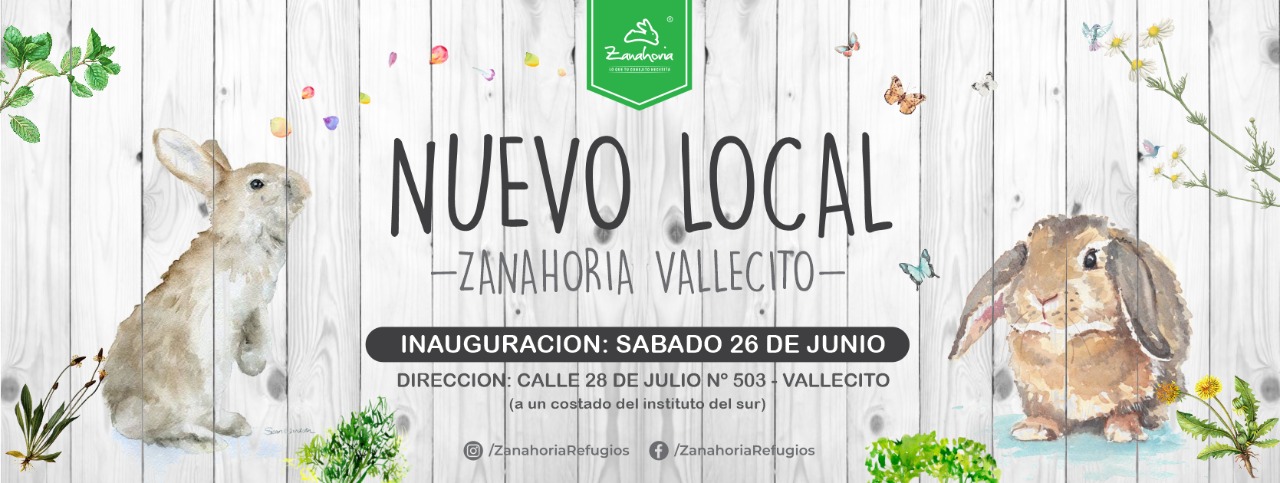 Zanahoria
®
NUEVO LOCAL
-ZANAHORIA VALLECITO-
INAUGURACION: SABADO 26 DE JUNIO
DIRECCION: CALLE 28 DE JULIO Nº 503 - VALLECITO
(a un costado del instituto del sur)
/ZanahoriaRefugios /ZanahoriaRefugios